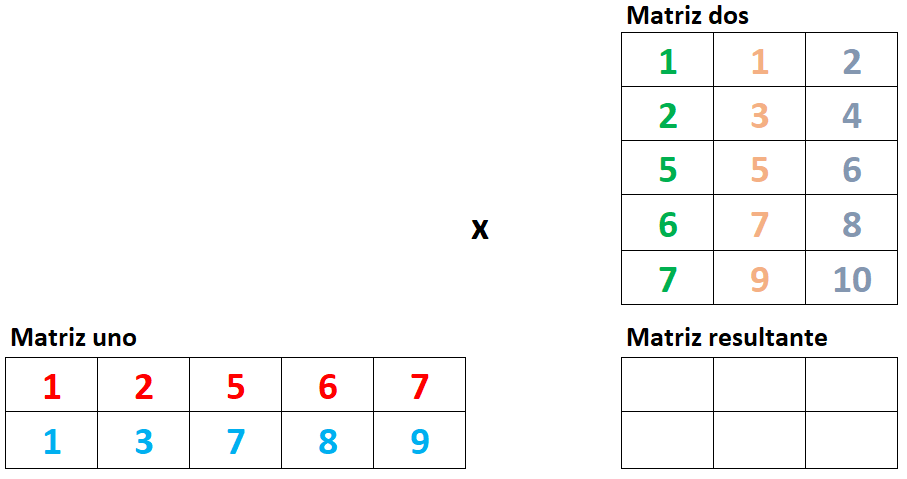 Matriz dos
1 1 2
2 3 4
5 5 6
6 7 8
7 9 10
x
Matriz uno
1 2 5 6 7
1 3 7 8 9
Matriz resultante